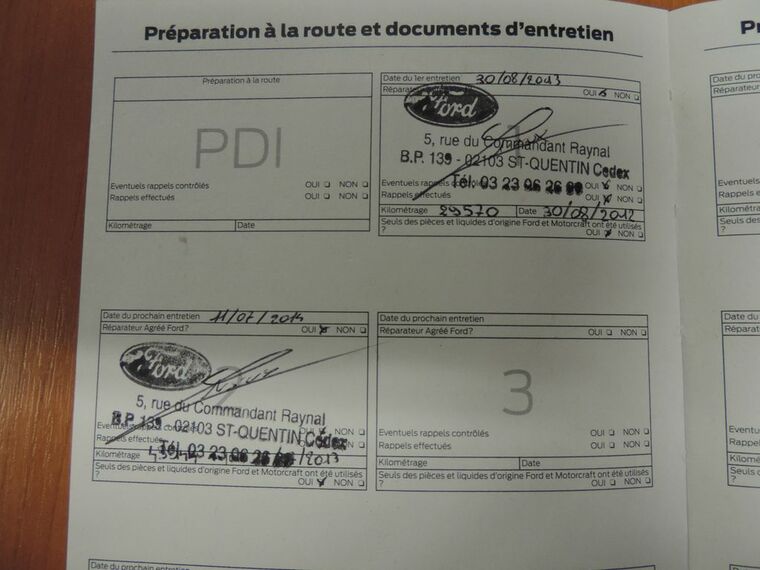 Préparation à la route et documents d'entretien
Préparation à la route
PDI
Eventuels rappels contrôlés OUI NON
Rappels effectués OUI NON
Kilométrage Date
Date du 1er entretien 30/08/2013
OUI NON
Ford
5, rue du Commandant Raynal
B.P. 139 - 02103 ST-QUENTIN Cedex
Tél. 03 23 06 26
Eventuels rappels OUI
Rappels effectués OUI NON
Kilométrage 29570 Date 30/08/2012
Seuls des pièces et liquides d'origine Ford et Motorcraft ont été utilisés
? OUI NON
Date du prochain entretien 11/07/2014
Réparateur Agréé Ford? OUI NON
Ford
5, rue du Commandant Raynal
B.P. 139 - 02103 ST-QUENTIN Cedex
Rappels effectués
Tél. 03 23 06 26
Kilométrage /2013
Seuls des pièces et liquides d'origine Ford et Motorcraft ont été utilisés
? OUI NON
Date du prochain entretien
Réparateur Agréé Ford? OUI NON
3
Eventuels rappels contrôlés OUI NON
Rappels effectués OUI NON
Kilométrage Date
Seuls des pièces et liquides d'origine Ford et Motorcraft ont été utilisés
? OUI NON
Date du prochain entretien